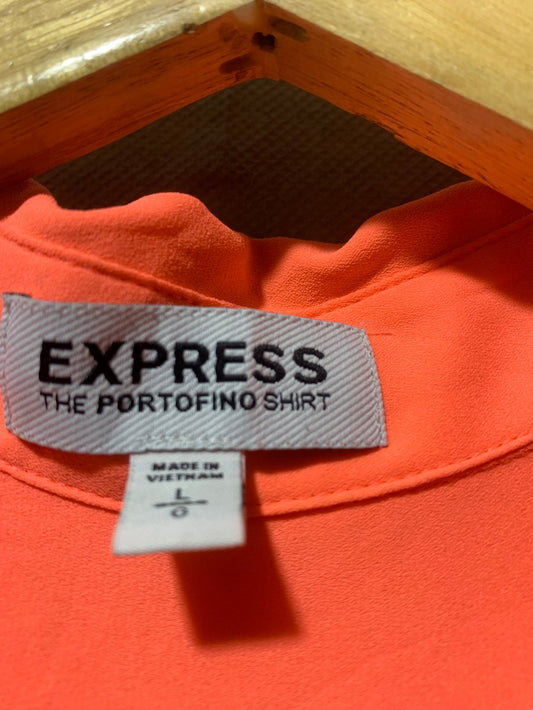 EXPRESS
THE PORTOFINO SHIRT
MADE IN
VIETNAM
L
G